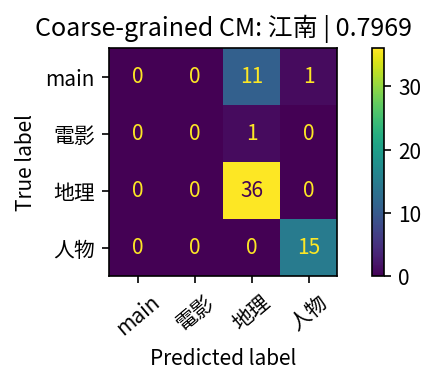 Coarse-grained CM: 江南 | 0.7969
True label
main 0 0 11 1
電影 0 0 1 0
地理 0 0 36 0
人物 0 0 0 15
main 電影 地理 人物
Predicted label
30
20
10
0